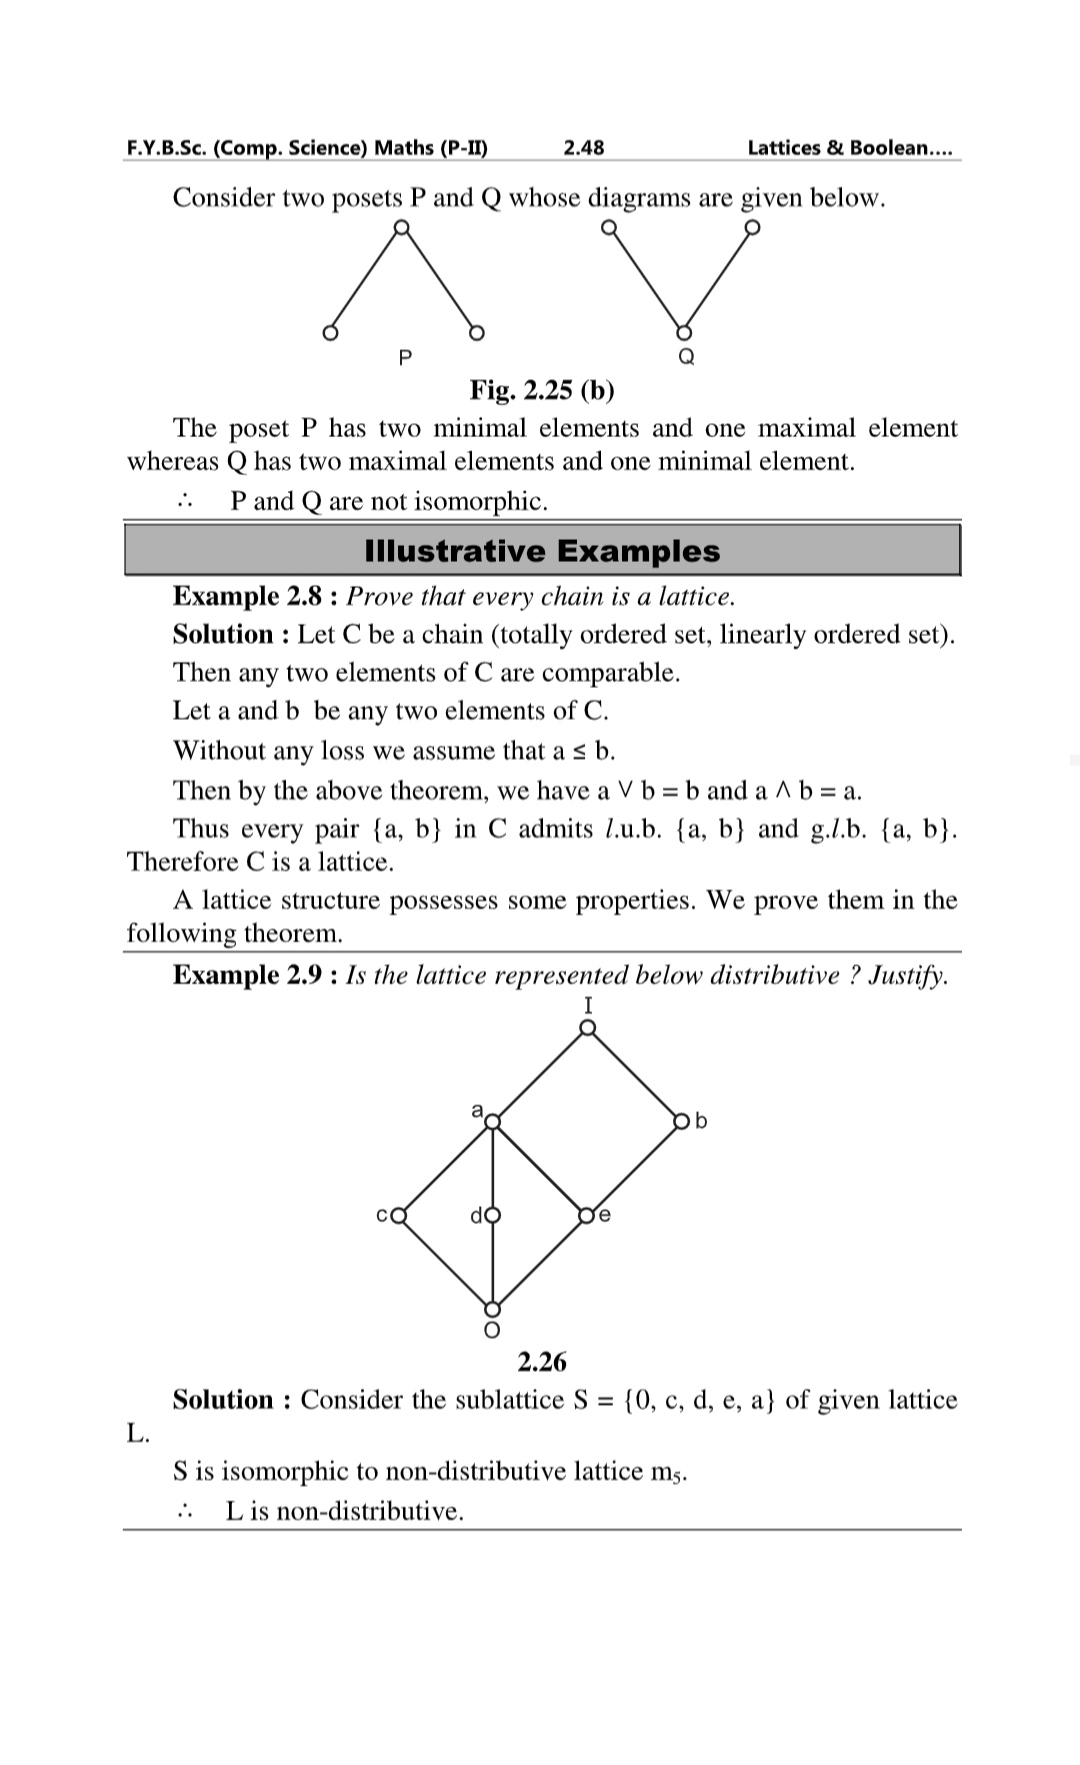 F.Y.B.Sc. (Comp. Science) Maths (P-II) 2.48 Lattices & Boolean....
Consider two posets P and Q whose diagrams are given below.
P Q
Fig. 2.25 (b)
The poset P has two minimal elements and one maximal element
whereas Q has two maximal elements and one minimal element.
∴ P and Q are not isomorphic.
Illustrative Examples
Example 2.8 : Prove that every chain is a lattice.
Solution : Let C be a chain (totally ordered set, linearly ordered set).
Then any two elements of C are comparable.
Let a and b be any two elements of C.
Without any loss we assume that a ≤ b.
Then by the above theorem, we have a ∨ b = b and a ∧ b = a.
Thus every pair {a, b} in C admits l.u.b. {a, b} and g.l.b. {a, b}.
Therefore C is a lattice.
A lattice structure possesses some properties. We prove them in the
following theorem.
Example 2.9 : Is the lattice represented below distributive ? Justify.
I
a
b
c d e
O
2.26
Solution : Consider the sublattice S = {0, c, d, e, a} of given lattice
L.
S is isomorphic to non-distributive lattice m₅.
∴ L is non-distributive.